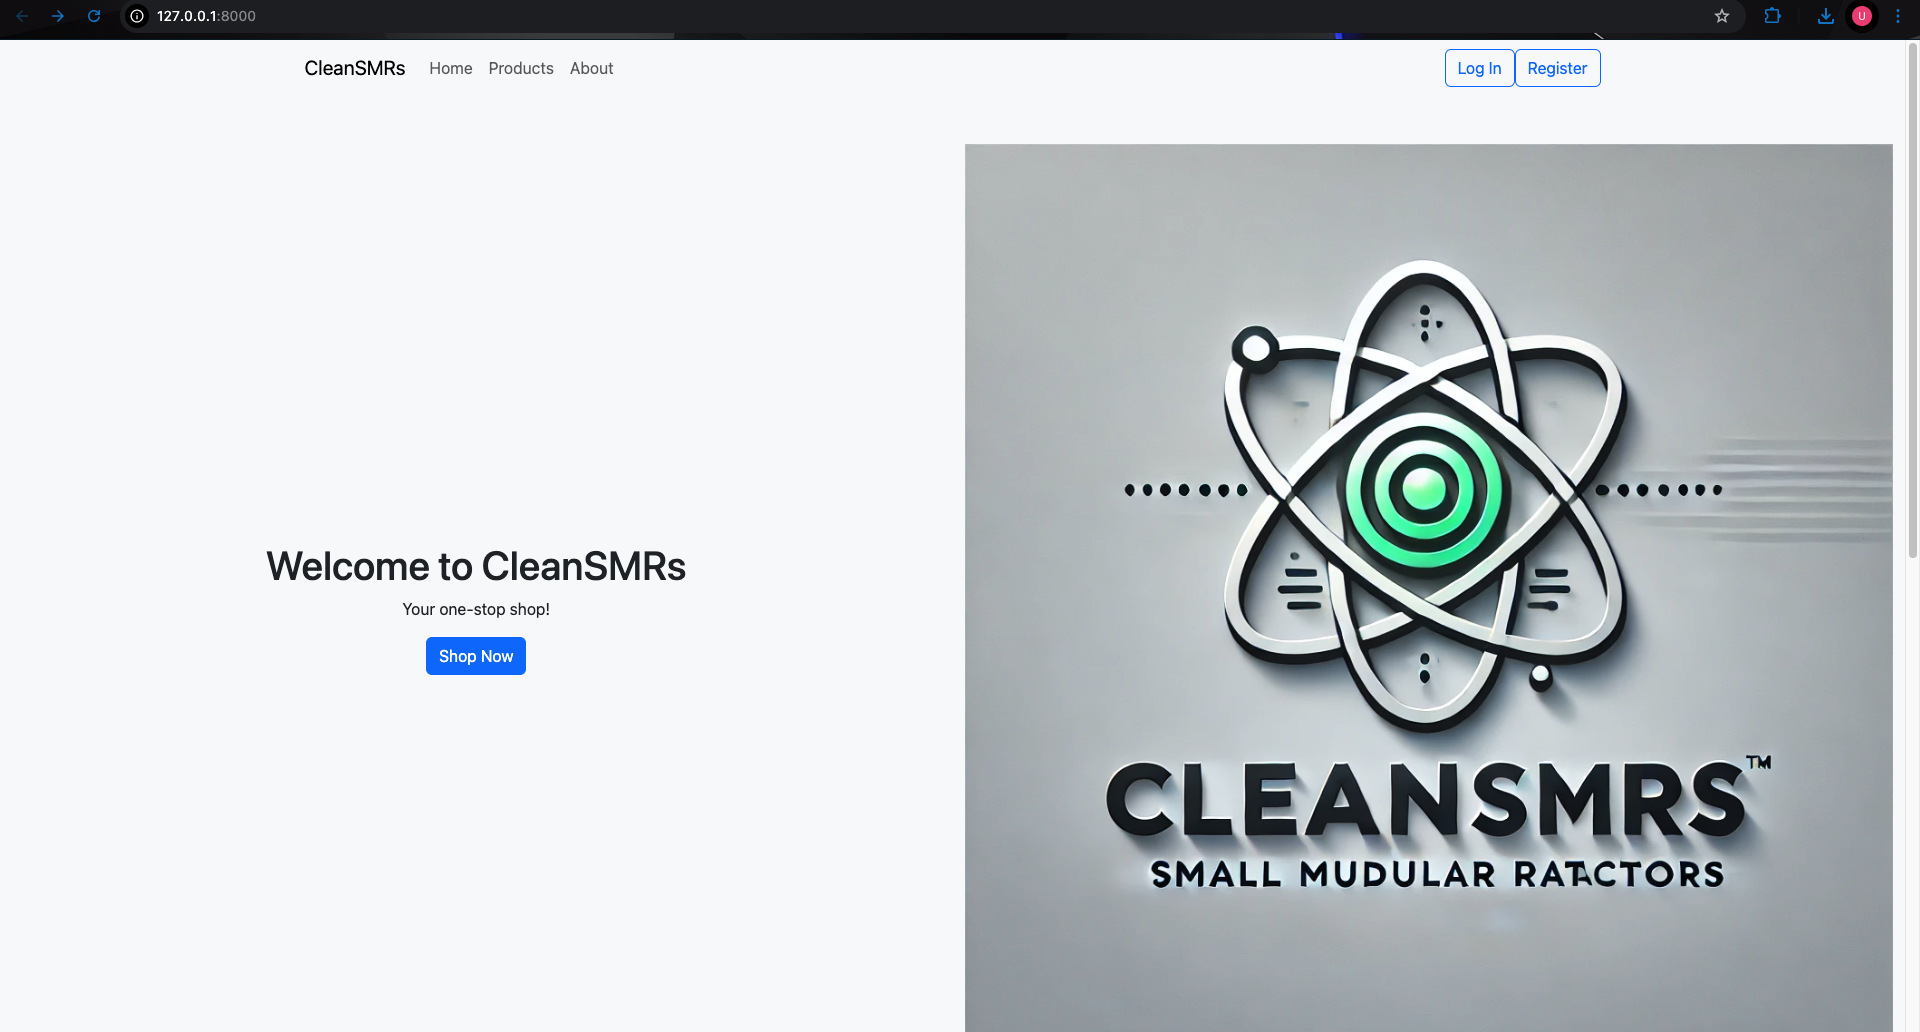 127.0.0.1:8000
U
CleanSMRs Home Products About Log In Register
Welcome to CleanSMRs
Your one-stop shop!
Shop Now
CLEANSMRS™
SMALL MUDULAR RATACTORS